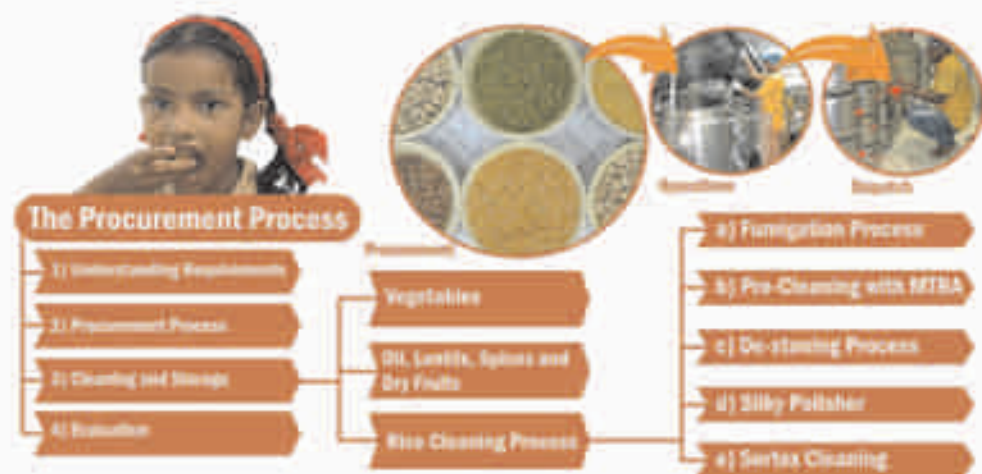 The Procurement Process
1) Understanding Requirements
2) Procurement Process
3) Cleaning and Storage
4) Evaluation
Vegetables
Oil, Lentils, Spices and
Dry Fruits
Rice Cleaning Process
a) Fumigation Process
b) Pre-Cleaning with MTRA
c) De-stoning Process
d) Silky Polisher
e) Sortex Cleaning